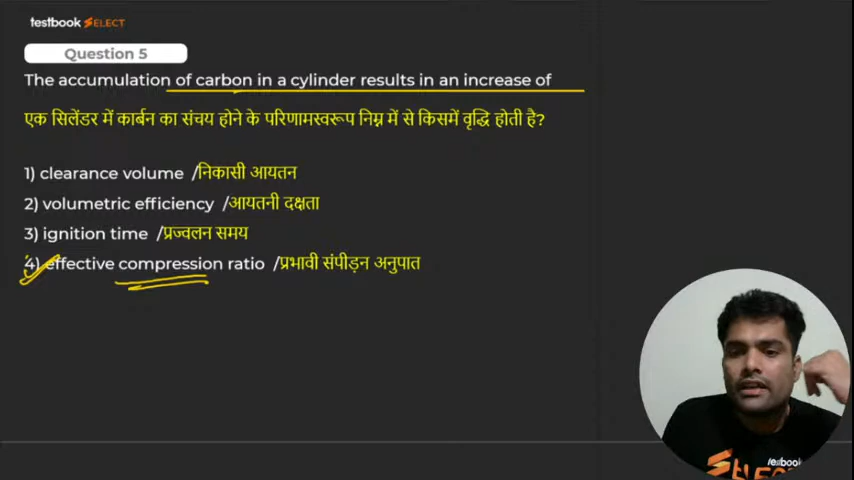 testbook SELECT
Question 5
The accumulation of carbon in a cylinder results in an increase of
एक सिलेंडर में कार्बन का संचय होने के परिणामस्वरूप निम्न में से किसमें वृद्धि होती है?
1) clearance volume /निकासी आयतन
2) volumetric efficiency /आयतनी दक्षता
3) ignition time /प्रज्वलन समय
4) effective compression ratio /प्रभावी संपीड़न अनुपात
testbook
SELECT